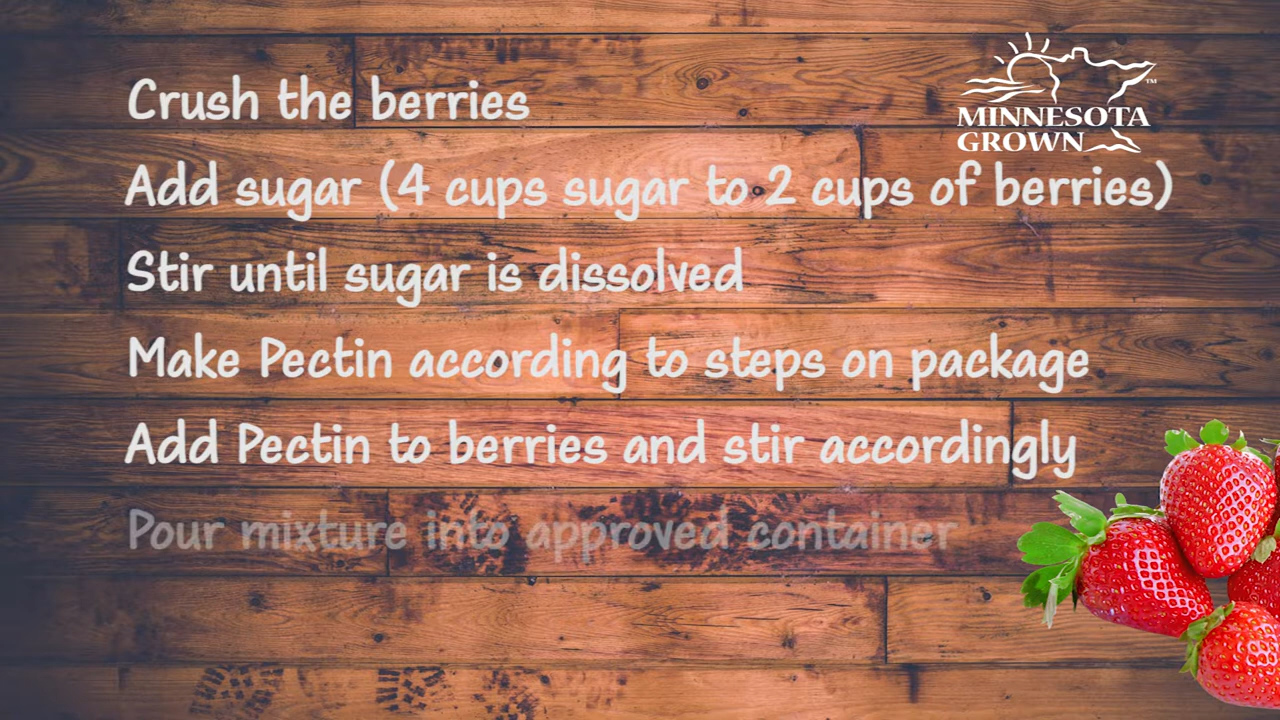 Crush the berries
MINNESOTA
GROWN
TM
Add sugar (4 cups sugar to 2 cups of berries)
Stir until sugar is dissolved
Make Pectin according to steps on package
Add Pectin to berries and stir accordingly
Pour mixture into approved container